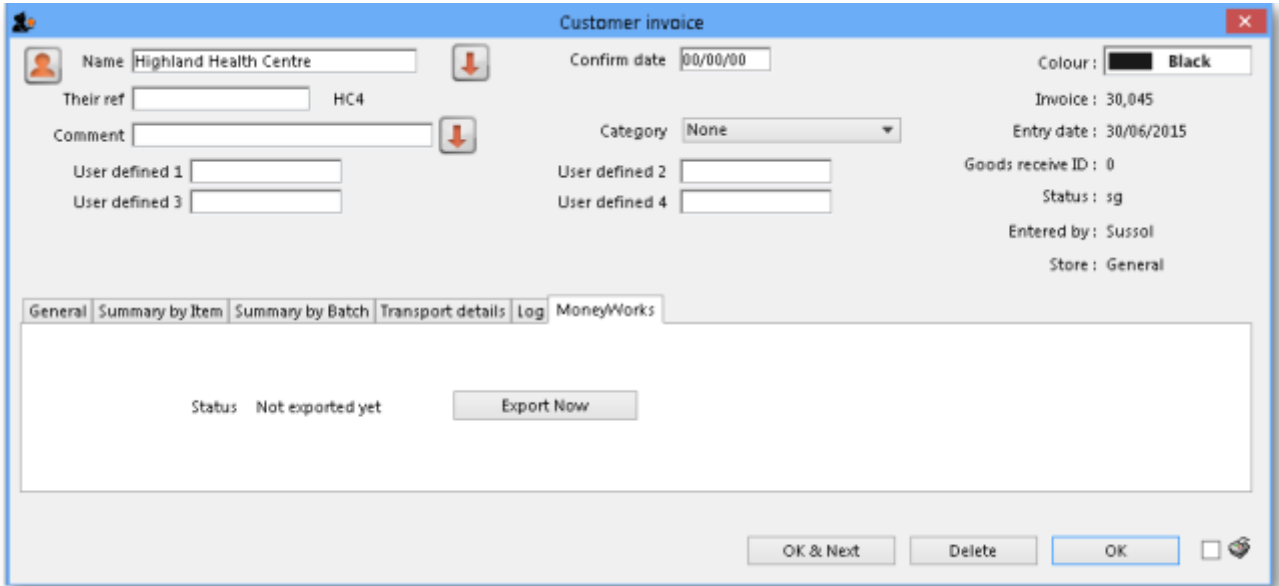 Customer invoice
Name Highland Health Centre Confirm date 00/00/00 Colour: Black
Their ref HC4 Invoice: 30,045
Comment Category None Entry date: 30/06/2015
User defined 1 User defined 2 Goods receive ID: 0
User defined 3 User defined 4 Status: sg
Entered by: Sussol
Store: General
General Summary by Item Summary by Batch Transport details Log MoneyWorks
Status Not exported yet Export Now
OK & Next Delete OK